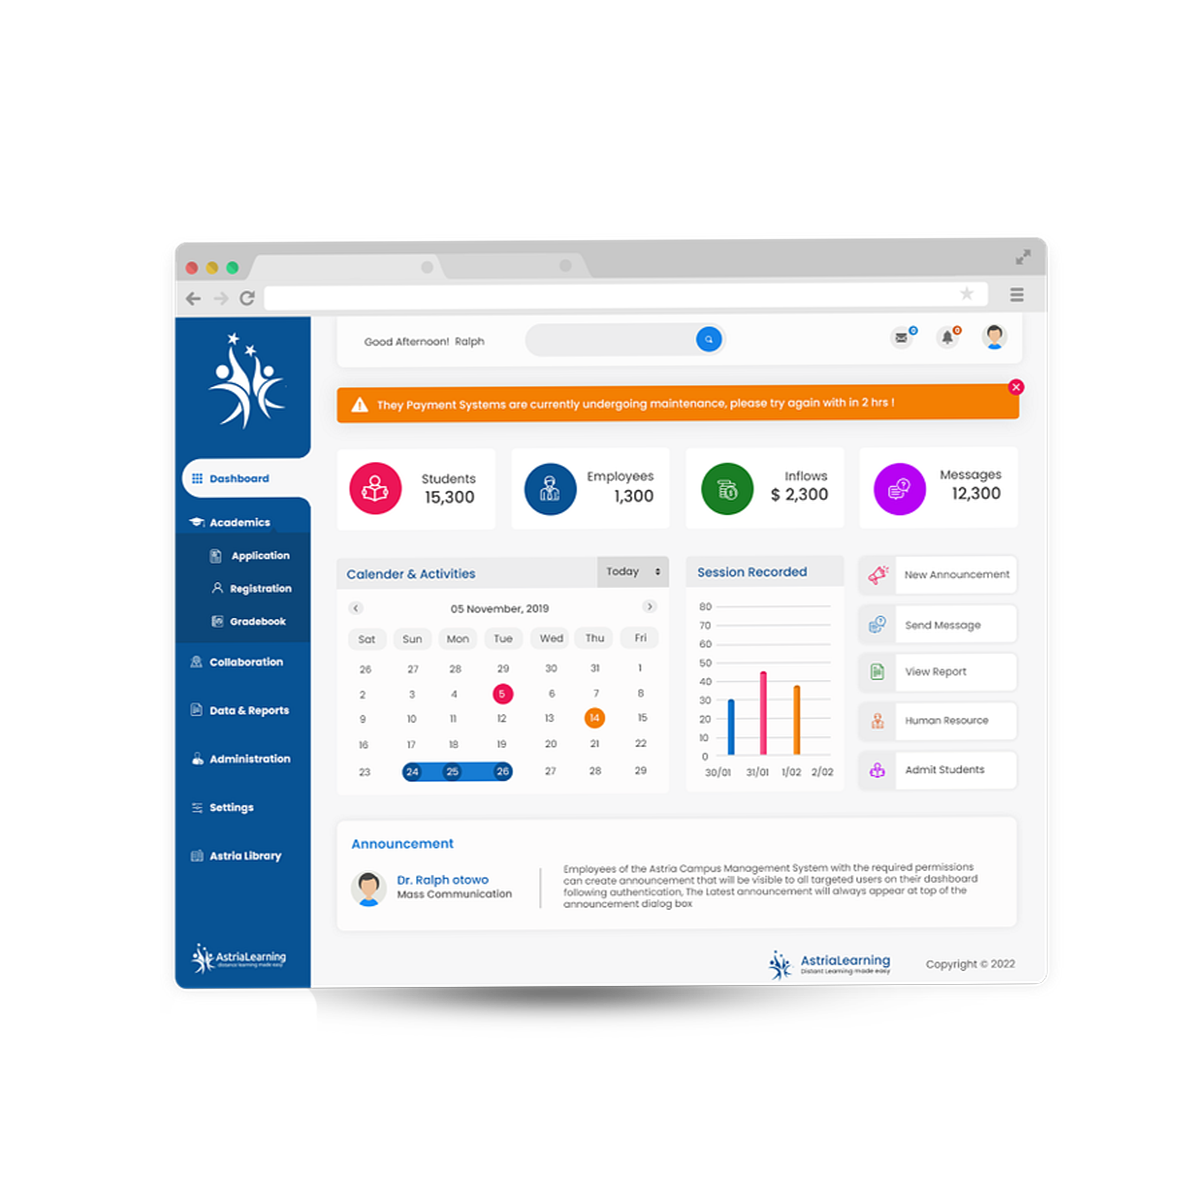 Good Afternoon! Ralph
0
0
They Payment Systems are currently undergoing maintenance, please try again with in 2 hrs !
Dashboard
Academics
Application
Registration
Gradebook
Collaboration
Data & Reports
Administration
Settings
Astria Library
AstriaLearning
distance learning made easy
Students
15,300
Employees
1,300
Inflows
$ 2,300
Messages
12,300
Calender & Activities
Today
05 November, 2019
Sat Sun Mon Tue Wed Thu Fri
26 27 28 29 30 31 1
2 3 4 5 6 7 8
9 10 11 12 13 14 15
16 17 18 19 20 21 22
23 24 25 26 27 28 29
Session Recorded
80
70
60
50
40
30
20
10
0
30/01 31/01 1/02 2/02
New Announcement
Send Message
View Report
Human Resource
Admit Students
Announcement
Dr. Ralph otowo
Mass Communication
Employees of the Astria Campus Management System with the required permissions
can create announcement that will be visible to all targeted users on their dashboard
following authentication, The Latest announcement will always appear at top of the
announcement dialog box
AstriaLearning
Distant Learning made easy
Copyright © 2022